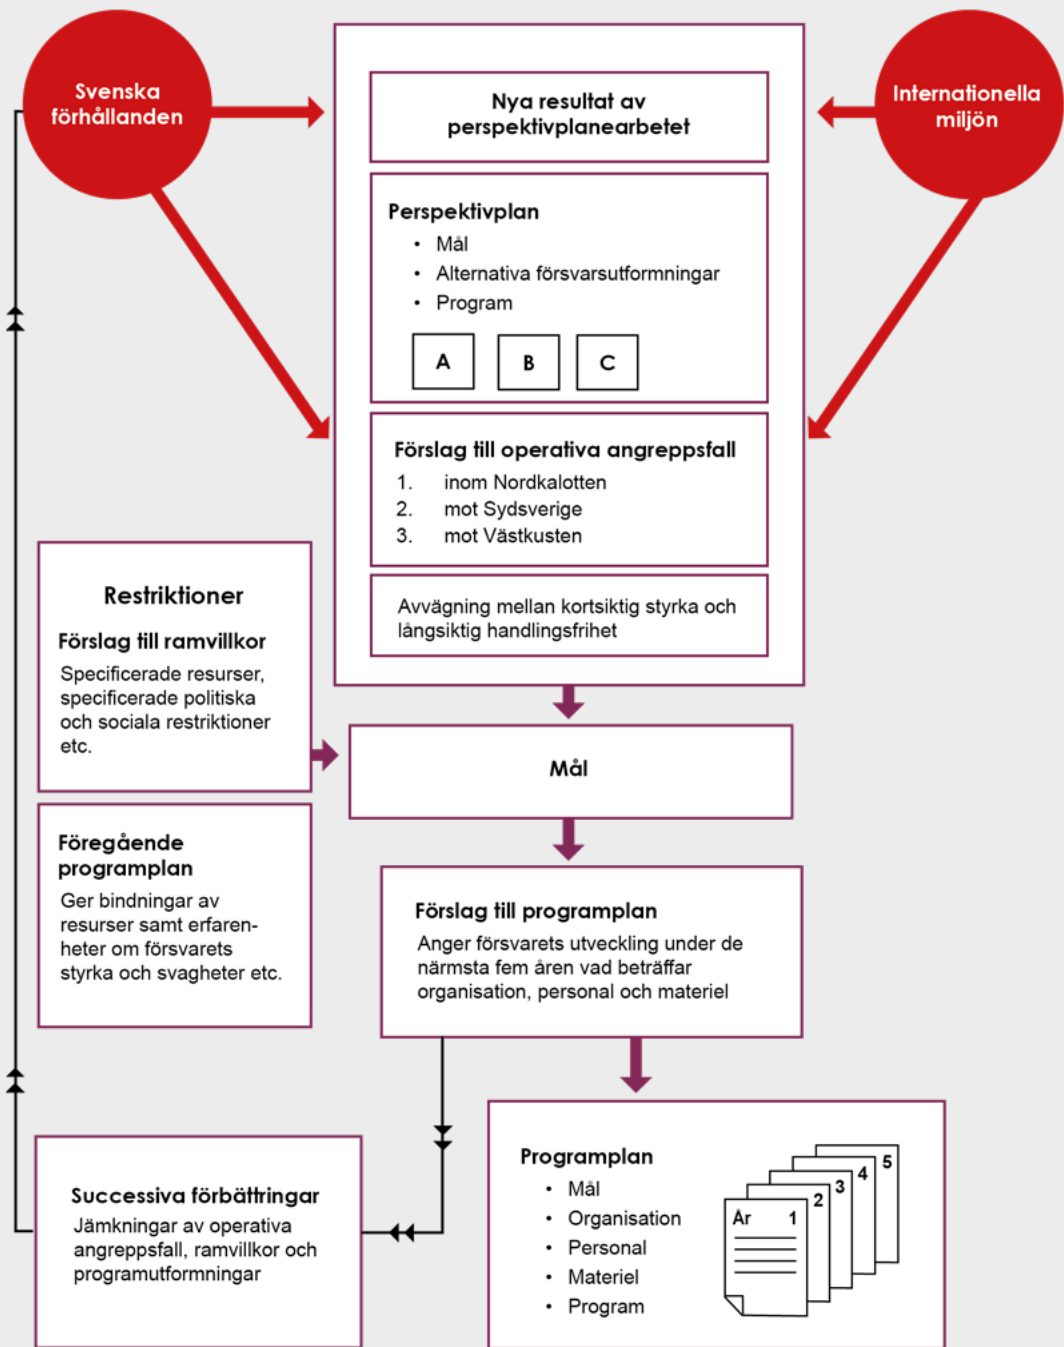 Svenska
förhållanden
Internationella
miljön
Nya resultat av
perspektivplanearbetet
Perspektivplan
• Mål
• Alternativa försvarsutformningar
• Program
A
B
C
Förslag till operativa angreppsfall
1. inom Nordkalotten
2. mot Sydsverige
3. mot Västkusten
Avvägning mellan kortsiktig styrka och
långsiktig handlingsfrihet
Restriktioner
Förslag till ramvillkor
Specificerade resurser,
specificerade politiska
och sociala restriktioner
etc.
Föregående
programplan
Ger bindningar av
resurser samt erfaren-
heter om försvarets
styrka och svagheter etc.
Mål
Förslag till programplan
Anger försvarets utveckling under de
närmsta fem åren vad beträffar
organisation, personal och materiel
Successiva förbättringar
Jämkningar av operativa
angreppsfall, ramvillkor och
programutformningar
Programplan
• Mål
• Organisation
• Personal
• Materiel
• Program
År 1
2
3
4
5